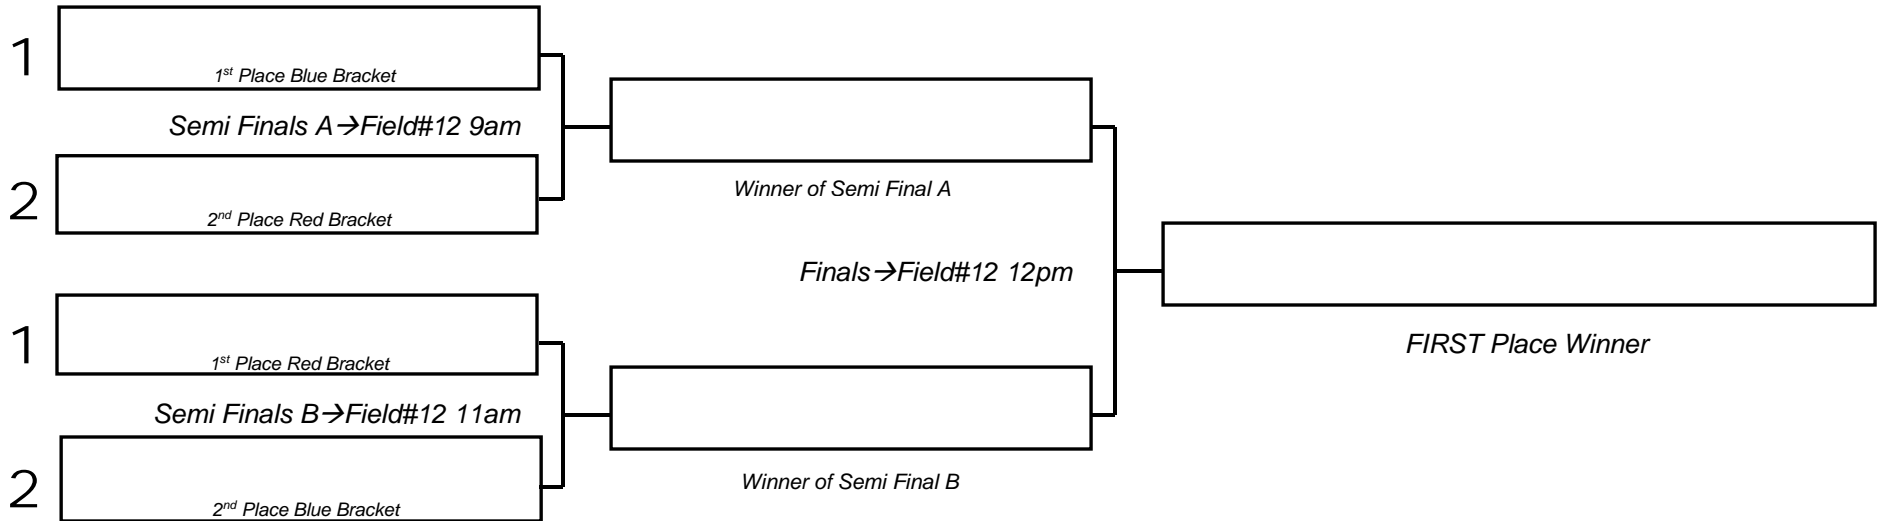 1
1st Place Blue Bracket
Semi Finals A→Field#12 9am
2
2nd Place Red Bracket
Winner of Semi Final A
Finals→Field#12 12pm
FIRST Place Winner
1
1st Place Red Bracket
Semi Finals B→Field#12 11am
2
2nd Place Blue Bracket
Winner of Semi Final B